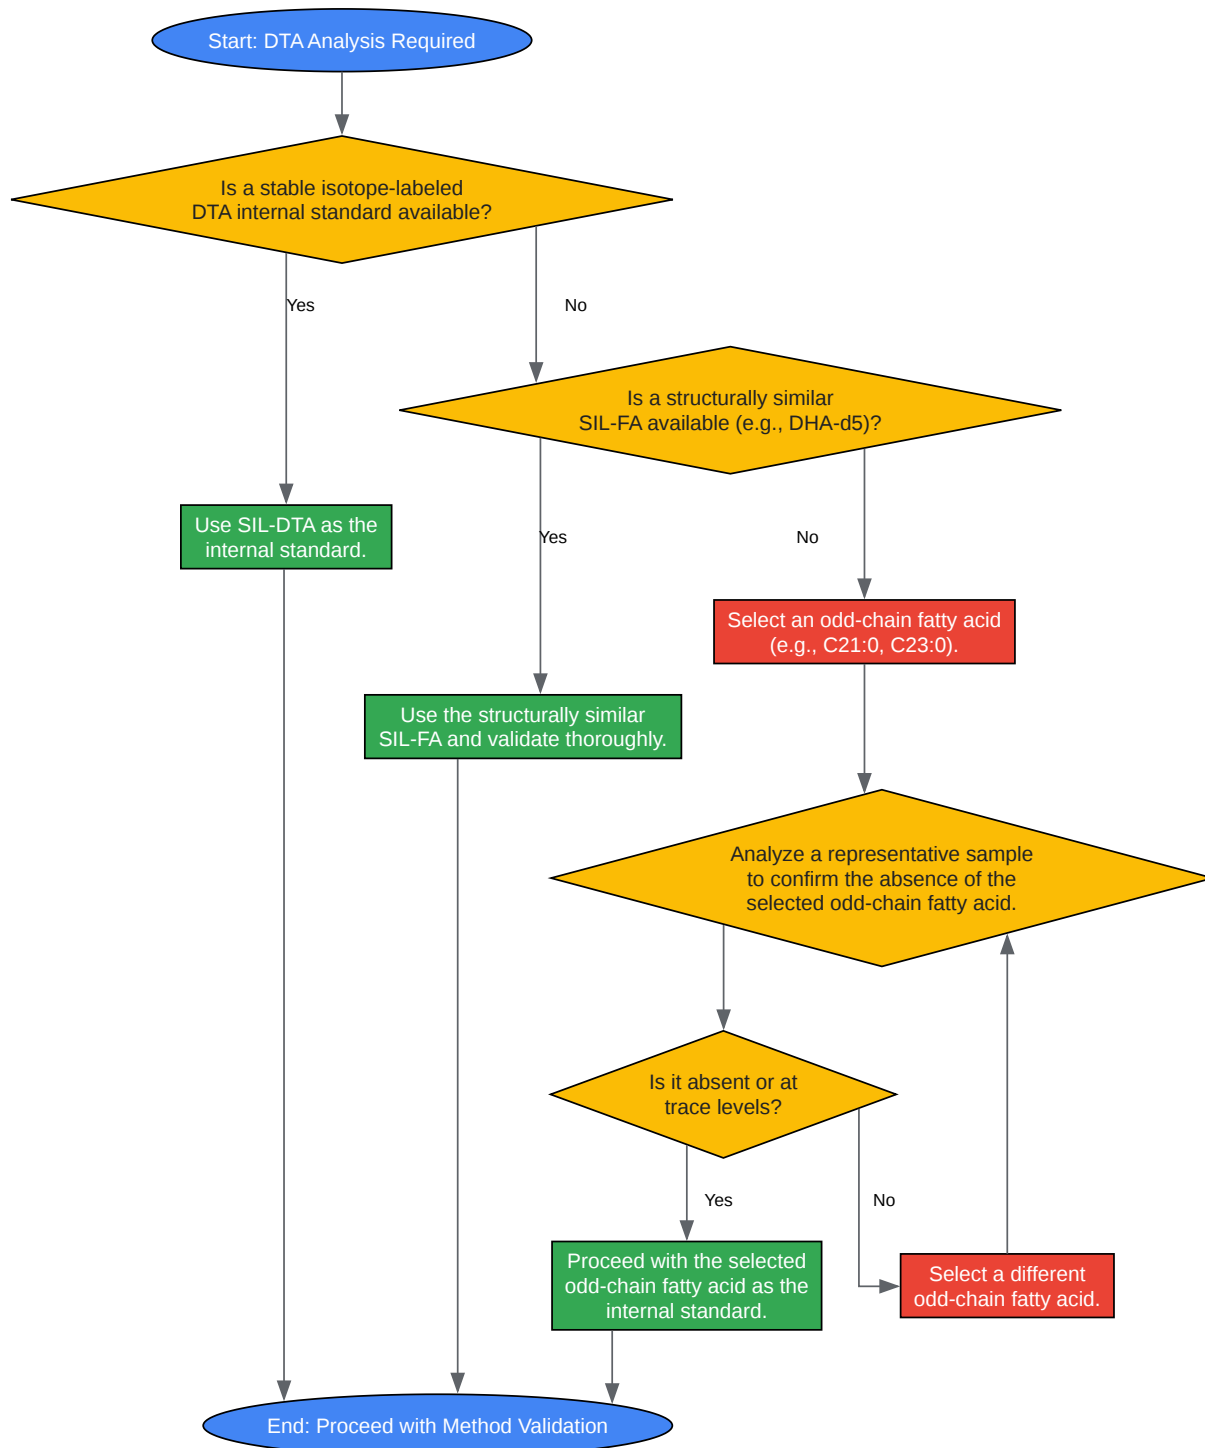 Start: DTA Analysis Required
Is a stable isotope-labeled
DTA internal standard available?
Yes
No
Is a structurally similar
SIL-FA available (e.g., DHA-d5)?
Use SIL-DTA as the
internal standard.
Yes
No
Select an odd-chain fatty acid
(e.g., C21:0, C23:0).
Use the structurally similar
SIL-FA and validate thoroughly.
Analyze a representative sample
to confirm the absence of the
selected odd-chain fatty acid.
Is it absent or at
trace levels?
Yes
No
Proceed with the selected
odd-chain fatty acid as the
internal standard.
Select a different
odd-chain fatty acid.
End: Proceed with Method Validation